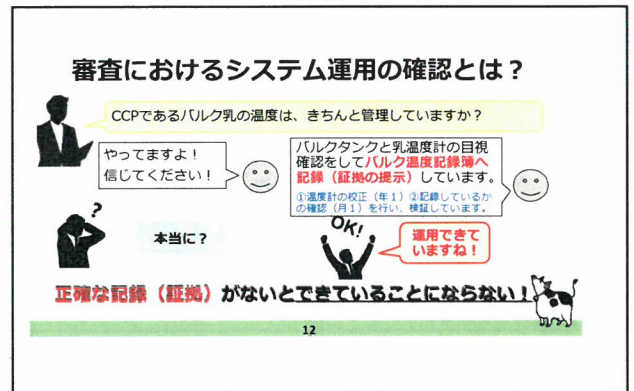 審査におけるシステム運用の確認とは？
CCPであるバルク乳の温度は、きちんと管理していますか？
やってますよ！
信じてください！
バルクタンクと乳温度計の目視
確認をしてバルク温度記録簿へ
記録（証拠の提示）しています。
①温度計の校正（年１）②記録しているか
の確認（月１）を行い、検証しています。
?
本当に？
OK!
運用できて
いますね！
正確な記録（証拠）がないとできていることにならない！
12